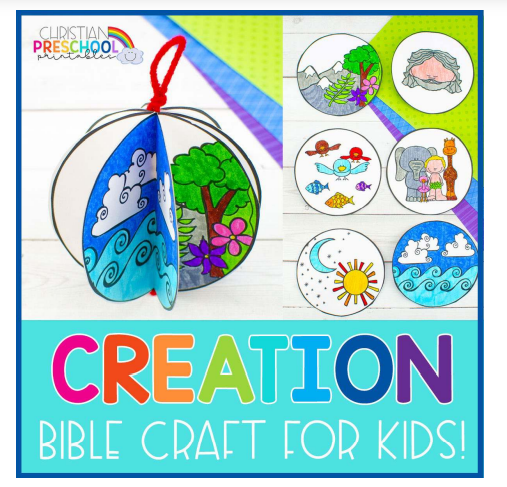 CHRISTIAN
PRESCHOOL
printables
CREATION
BIBLE CRAFT FOR KIDS!